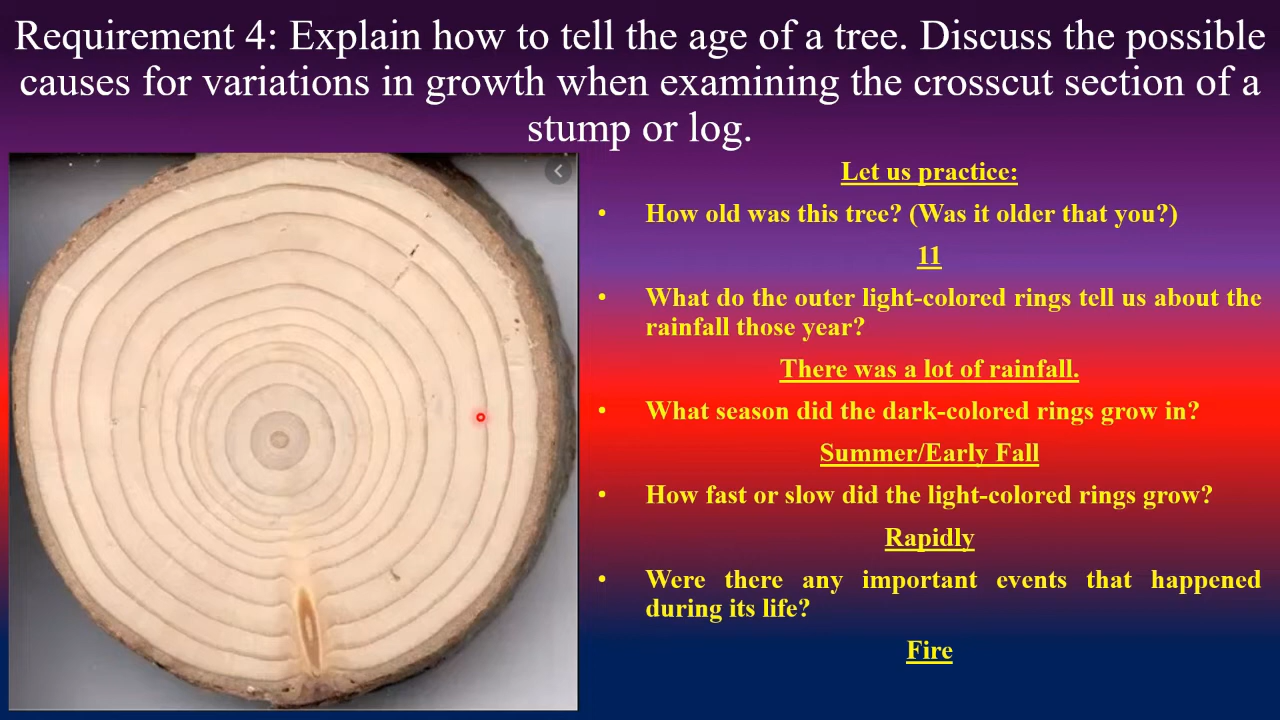 Requirement 4: Explain how to tell the age of a tree. Discuss the possible
causes for variations in growth when examining the crosscut section of a
stump or log.
Let us practice:
• How old was this tree? (Was it older that you?)
11
• What do the outer light-colored rings tell us about the
rainfall those year?
There was a lot of rainfall.
• What season did the dark-colored rings grow in?
Summer/Early Fall
• How fast or slow did the light-colored rings grow?
Rapidly
• Were there any important events that happened
during its life?
Fire